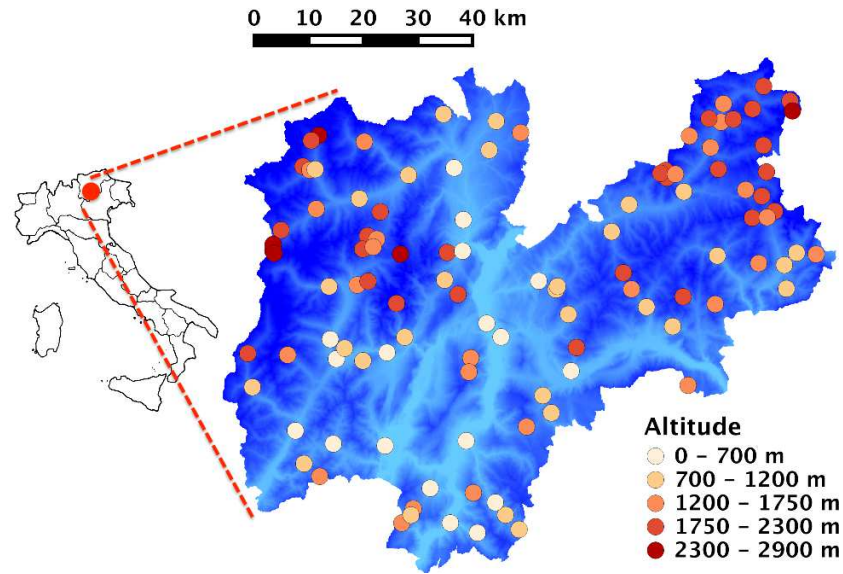 0 10 20 30 40 km
Altitude
0 – 700 m
700 – 1200 m
1200 – 1750 m
1750 – 2300 m
2300 – 2900 m